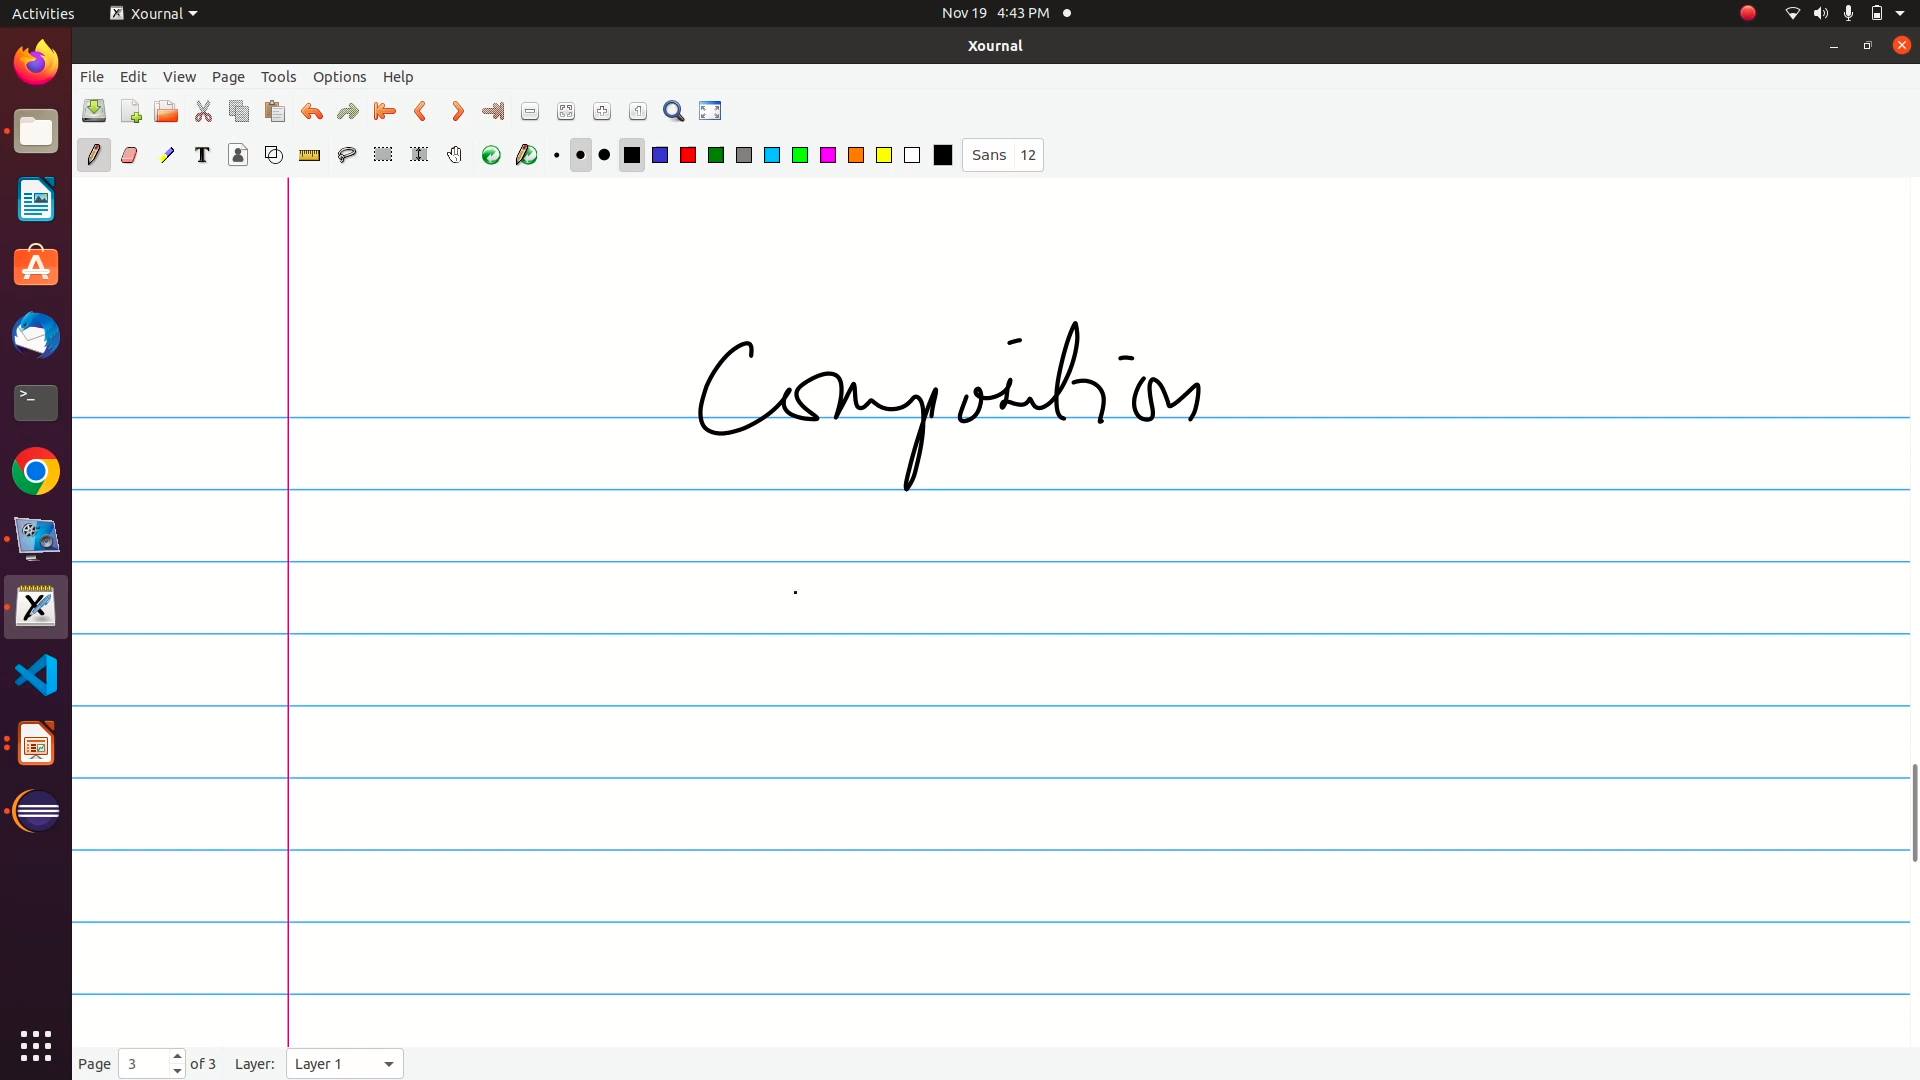 Activities Xournal Nov 19 4:43 PM
Xournal
File Edit View Page Tools Options Help
T Sans 12
Composition
Page 3 of 3 Layer: Layer 1